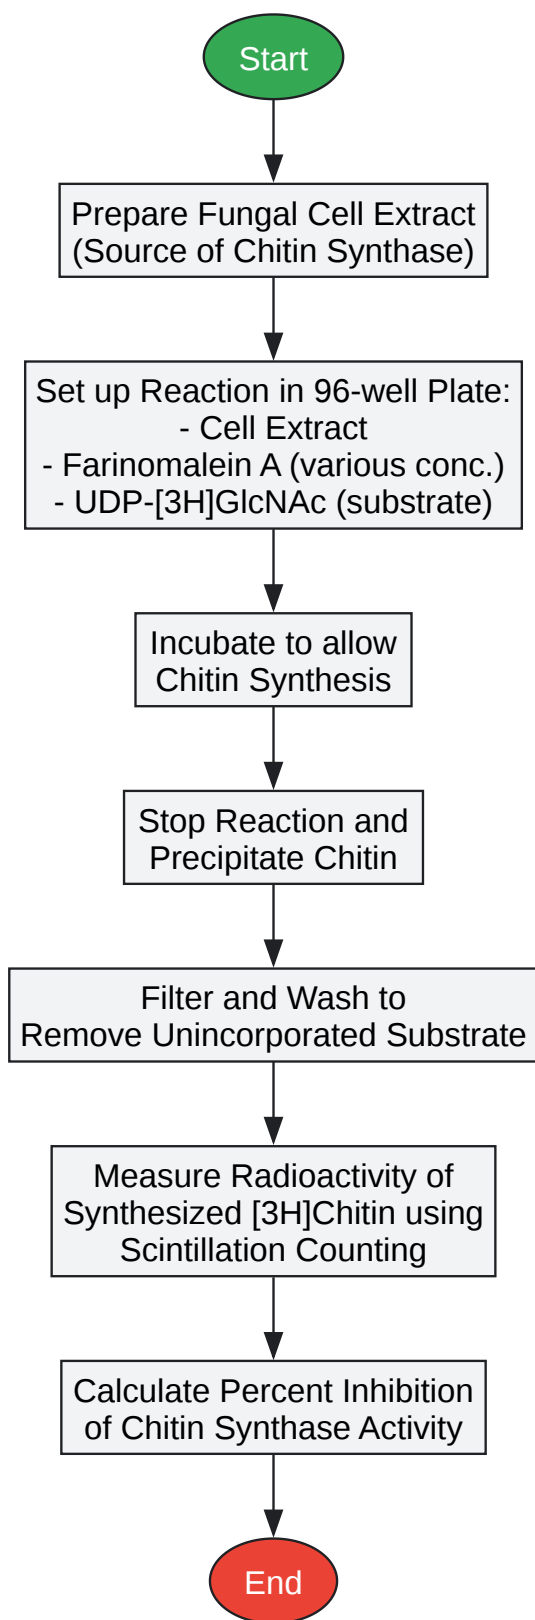 Start
Prepare Fungal Cell Extract
(Source of Chitin Synthase)
Set up Reaction in 96-well Plate:
- Cell Extract
- Farinomalein A (various conc.)
- UDP-[3H]GlcNAc (substrate)
Incubate to allow
Chitin Synthesis
Stop Reaction and
Precipitate Chitin
Filter and Wash to
Remove Unincorporated Substrate
Measure Radioactivity of
Synthesized [3H]Chitin using
Scintillation Counting
Calculate Percent Inhibition
of Chitin Synthase Activity
End